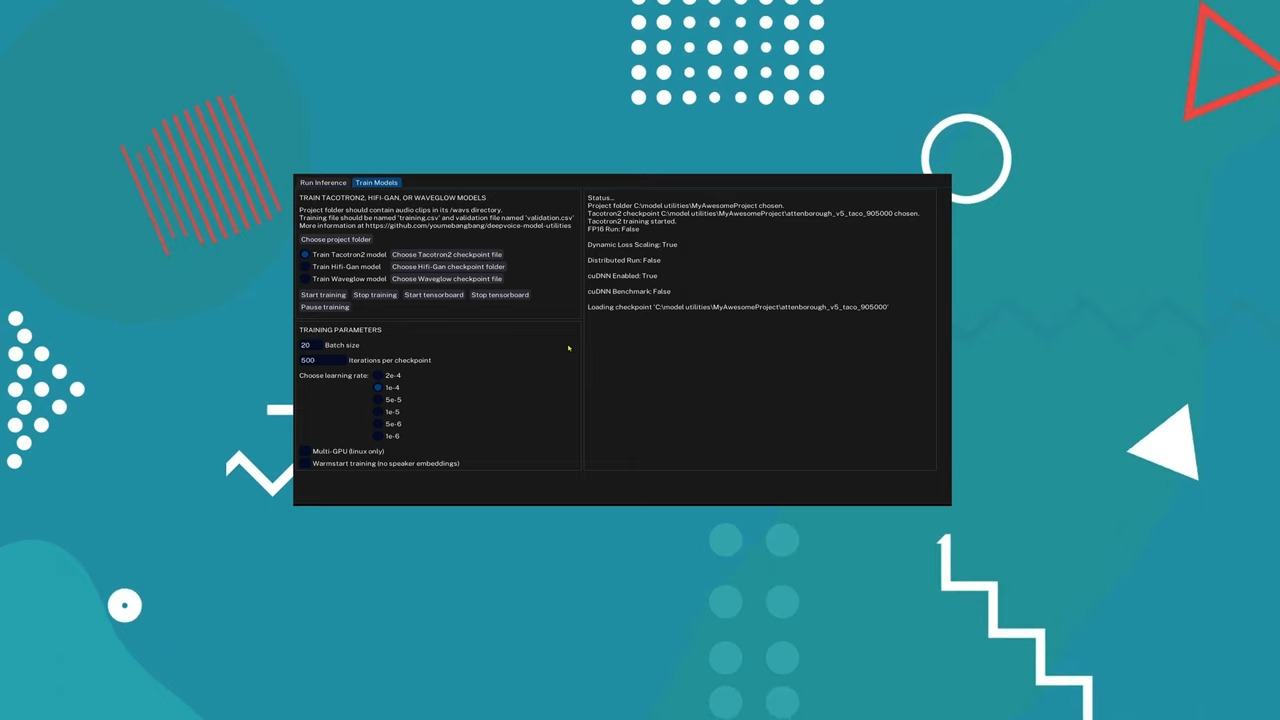 Run Inference Train Models
TRAIN TACOTRON2, HIFI-GAN, OR WAVEGLOW MODELS
Project folder should contain audio clips in its /wavs directory.
Training file should be named 'training.csv' and validation file named 'validation.csv'
More information at https://github.com/youmebangbang/deepvoice-model-utilities
Choose project folder
Train Tacotron2 model Choose Tacotron2 checkpoint file
Train Hifi-Gan model Choose Hifi-Gan checkpoint folder
Train Waveglow model Choose Waveglow checkpoint file
Start training Stop training Start tensorboard Stop tensorboard
Pause training
TRAINING PARAMETERS
20 Batch size
500 Iterations per checkpoint
Choose learning rate: 2e-4
1e-4
5e-5
1e-5
5e-6
1e-6
Multi-GPU (linux only)
Warmstart training (no speaker embeddings)
Status...
Project folder C:\model utilities\MyAwesomeProject chosen.
Tacotron2 checkpoint C:\model utilities\MyAwesomeProject\attenborough_v5_taco_905000 chosen.
Tacotron2 training started.
FP16 Run: False
Dynamic Loss Scaling: True
Distributed Run: False
cuDNN Enabled: True
cuDNN Benchmark: False
Loading checkpoint 'C:\model utilities\MyAwesomeProject\attenborough_v5_taco_905000'